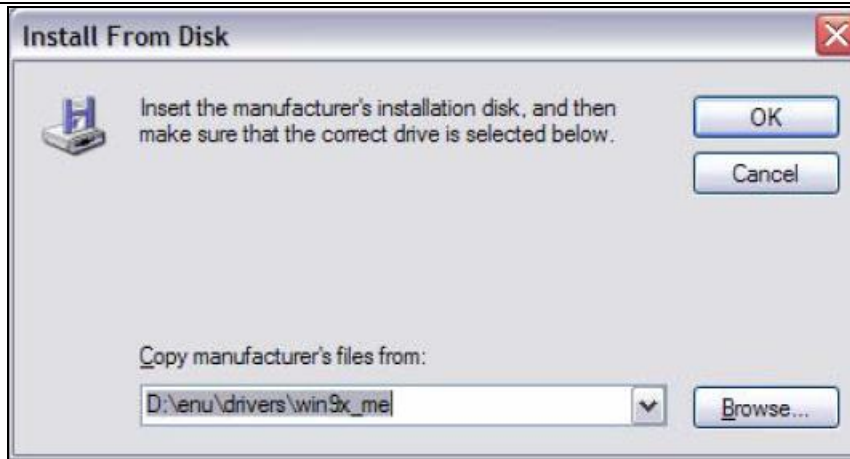 Install From Disk
Insert the manufacturer's installation disk, and then
make sure that the correct drive is selected below.
OK
Cancel
Copy manufacturer's files from:
D:\enu\drivers\win9x_me
Browse...